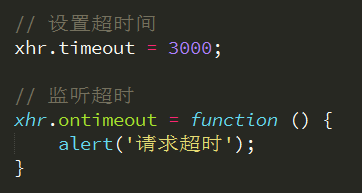 // 设置超时间
xhr.timeout = 3000;
// 监听超时
xhr.ontimeout = function () {
alert('请求超时');
}